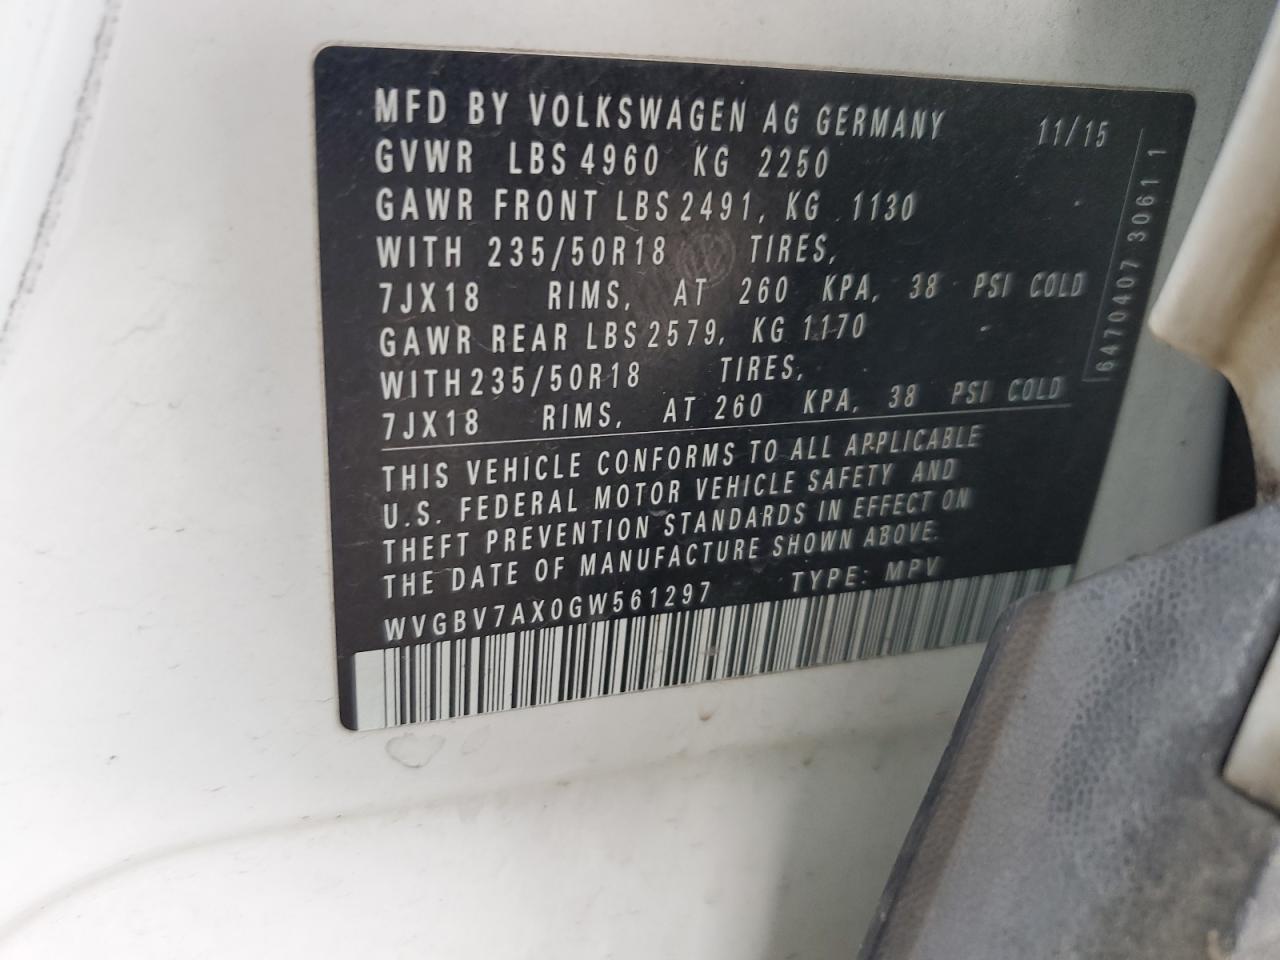 MFD BY VOLKSWAGEN AG GERMANY 11/15
GVWR LBS 4960 KG 2250
GAWR FRONT LBS 2491, KG 1130
WITH 235/50R18 TIRES,
7JX18 RIMS, AT 260 KPA, 38 PSI COLD
GAWR REAR LBS 2579, KG 1170
WITH 235/50R18 TIRES,
7JX18 RIMS, AT 260 KPA, 38 PSI COLD
THIS VEHICLE CONFORMS TO ALL APPLICABLE
U.S. FEDERAL MOTOR VEHICLE SAFETY AND
THEFT PREVENTION STANDARDS IN EFFECT ON
THE DATE OF MANUFACTURE SHOWN ABOVE.
WVGBV7AX0GW561297 TYPE: MPV
6470407 3061 1